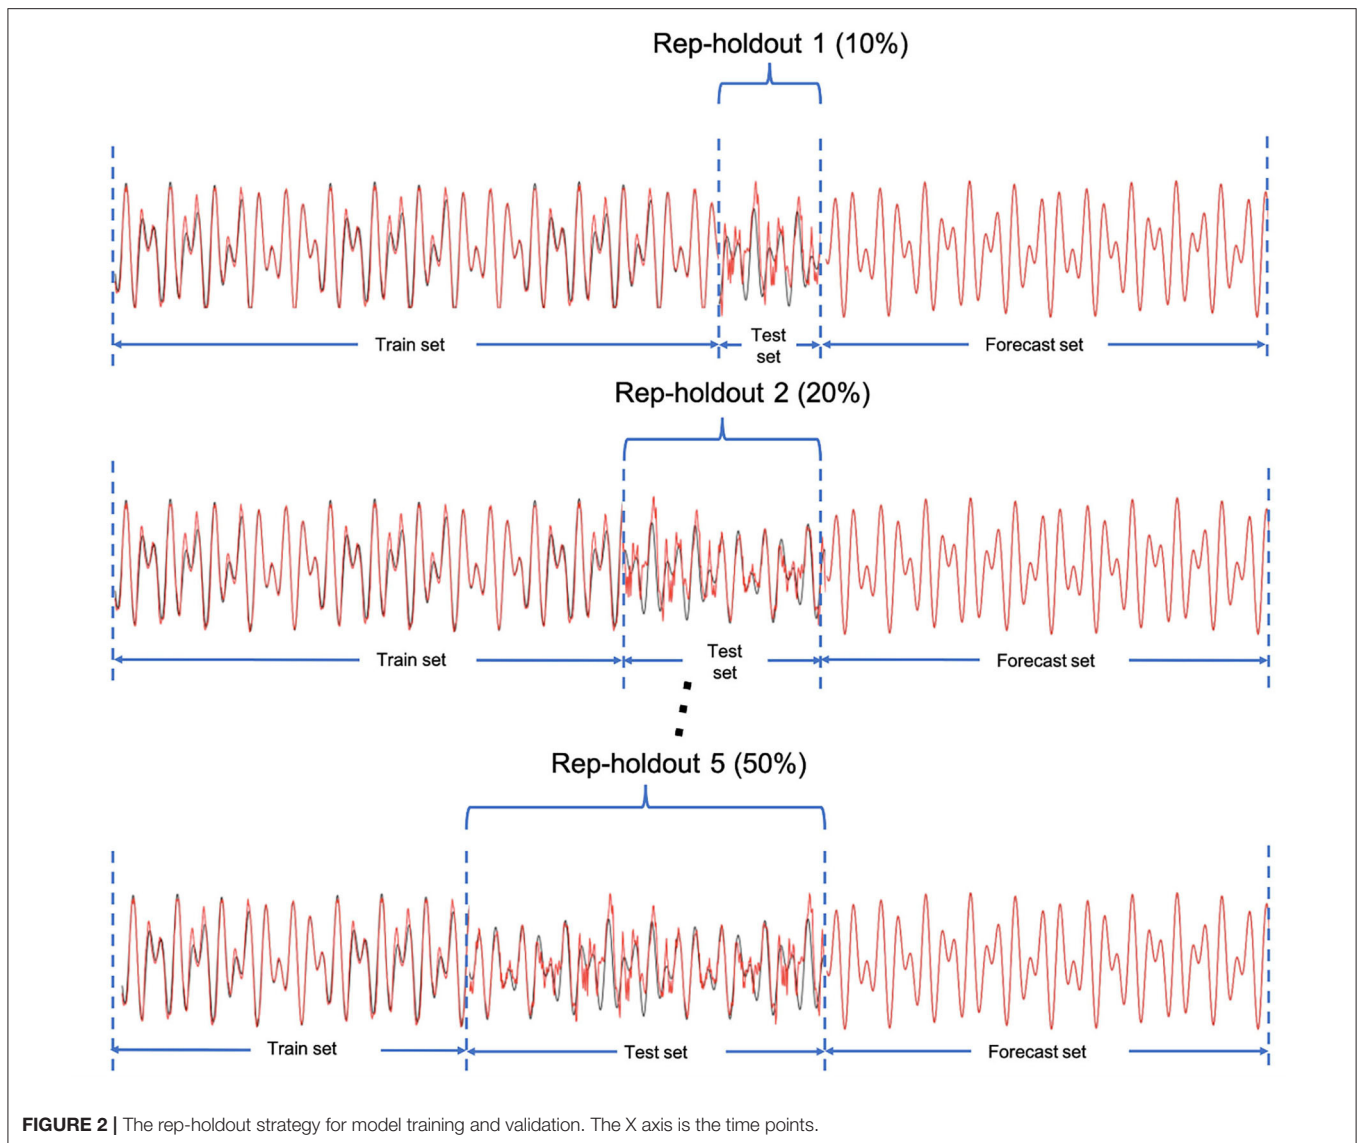 Rep-holdout 1 (10%)
Train set
Test
set
Forecast set
Rep-holdout 2 (20%)
Train set
Test
set
Forecast set
Rep-holdout 5 (50%)
Train set
Test set
Forecast set
FIGURE 2 | The rep-holdout strategy for model training and validation. The X axis is the time points.